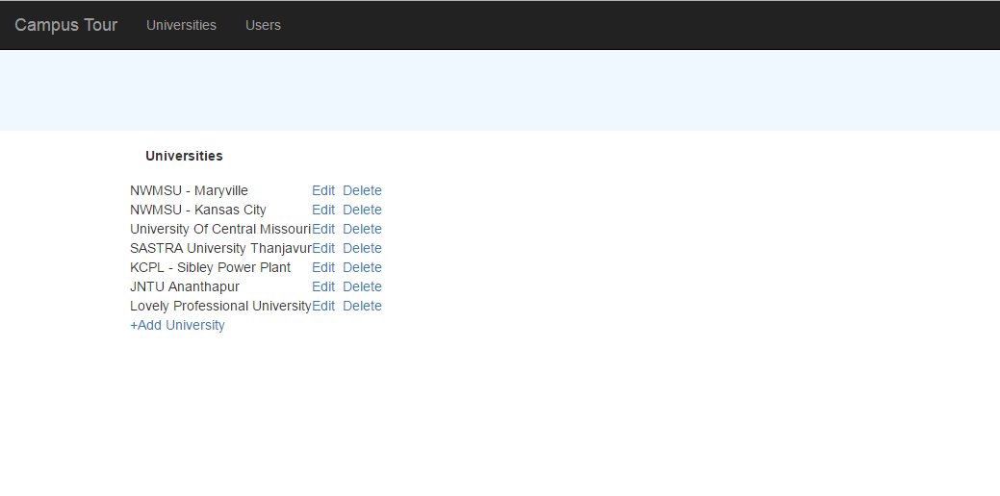 Campus Tour Universities Users
Universities
NWMSU - Maryville Edit Delete
NWMSU - Kansas City Edit Delete
University Of Central Missouri Edit Delete
SASTRA University Thanjavur Edit Delete
KCPL - Sibley Power Plant Edit Delete
JNTU Ananthapur Edit Delete
Lovely Professional University Edit Delete
+Add University